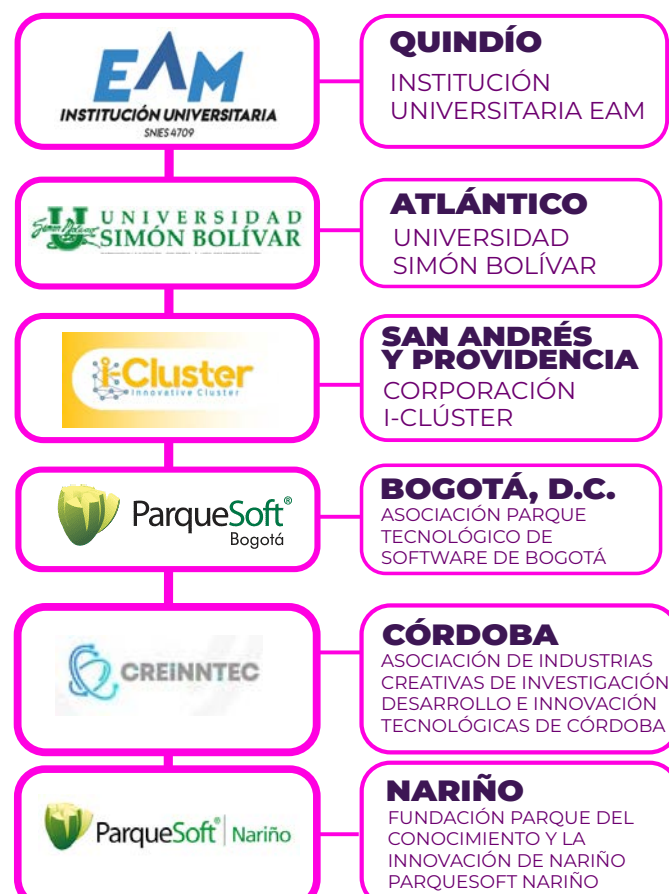 EAM
INSTITUCIÓN UNIVERSITARIA
SNIES 4709
QUINDÍO
INSTITUCIÓN
UNIVERSITARIA EAM
UNIVERSIDAD
SIMÓN BOLÍVAR
ATLÁNTICO
UNIVERSIDAD
SIMÓN BOLÍVAR
i-Cluster
Innovative Cluster
SAN ANDRÉS
Y PROVIDENCIA
CORPORACIÓN
I-CLÚSTER
ParqueSoft®
Bogotá
BOGOTÁ, D.C.
ASOCIACIÓN PARQUE
TECNOLÓGICO DE
SOFTWARE DE BOGOTÁ
CREINNTEC
CÓRDOBA
ASOCIACIÓN DE INDUSTRIAS
CREATIVAS DE INVESTIGACIÓN
DESARROLLO E INNOVACIÓN
TECNOLÓGICAS DE CÓRDOBA
ParqueSoft® | Nariño
NARIÑO
FUNDACIÓN PARQUE DEL
CONOCIMIENTO Y LA
INNOVACIÓN DE NARIÑO
PARQUESOFT NARIÑO